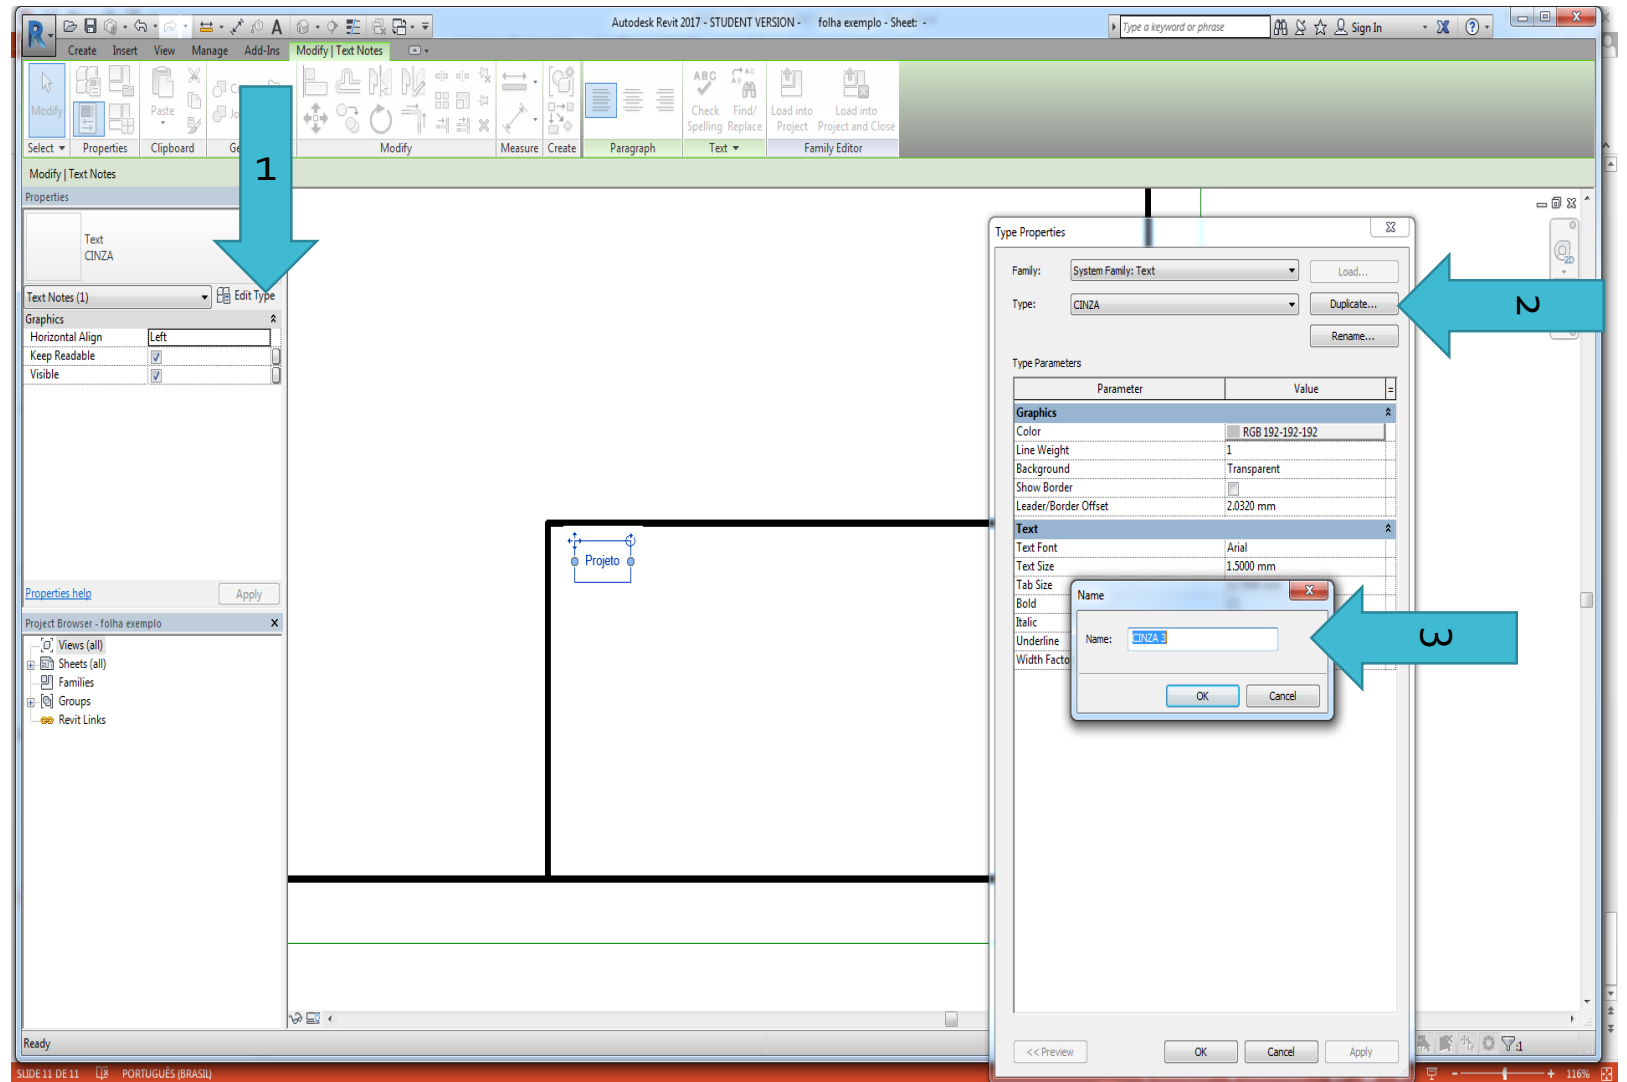 Autodesk Revit 2017 - STUDENT VERSION - folha exemplo - Sheet: -
Type a keyword or phrase
Sign In
Create Insert View Manage Add-Ins Modify | Text Notes
Modify
Paste
Check Spelling
Find/ Replace
Load into Project
Load into Project and Close
Select Properties Clipboard Modify Measure Create Paragraph Text Family Editor
Modify | Text Notes
1
Properties
Text
CINZA
Text Notes (1) Edit Type
Graphics
Horizontal Align Left
Keep Readable
Visible
Properties help Apply
Project Browser - folha exemplo
Views (all)
Sheets (all)
Families
Groups
Revit Links
Projeto
Type Properties
Family: System Family: Text Load...
Type: CINZA Duplicate...
2
Rename...
Type Parameters
Parameter Value =
Graphics
Color RGB 192-192-192
Line Weight 1
Background Transparent
Show Border
Leader/Border Offset 2.0320 mm
Text
Text Font Arial
Text Size 1.5000 mm
Tab Size
Bold
Italic
Underline
Name
Name: CINZA 3
OK Cancel
3
<< Preview OK Cancel Apply
Ready
:1
SLIDE 11 DE 11 PORTUGUÊS (BRASIL) 116%